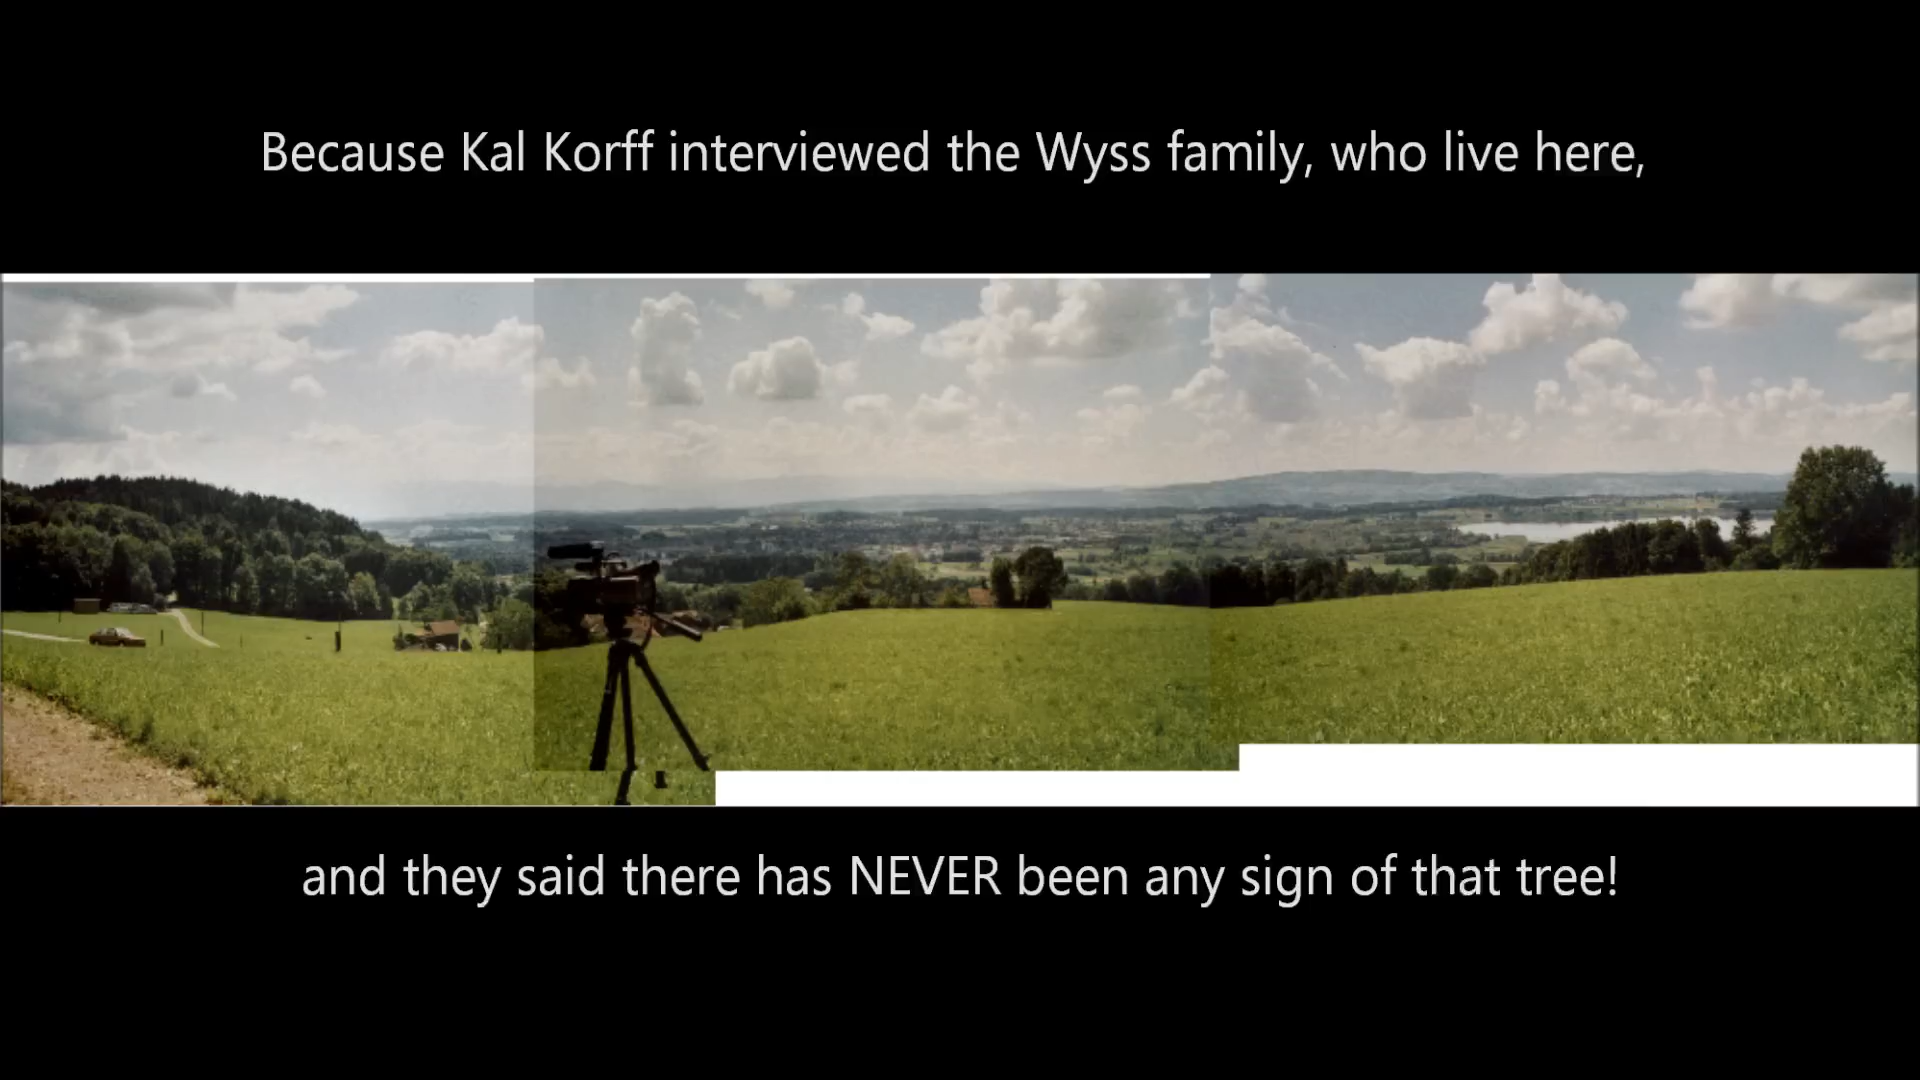 Because Kal Korff interviewed the Wyss family, who live here,
and they said there has NEVER been any sign of that tree!